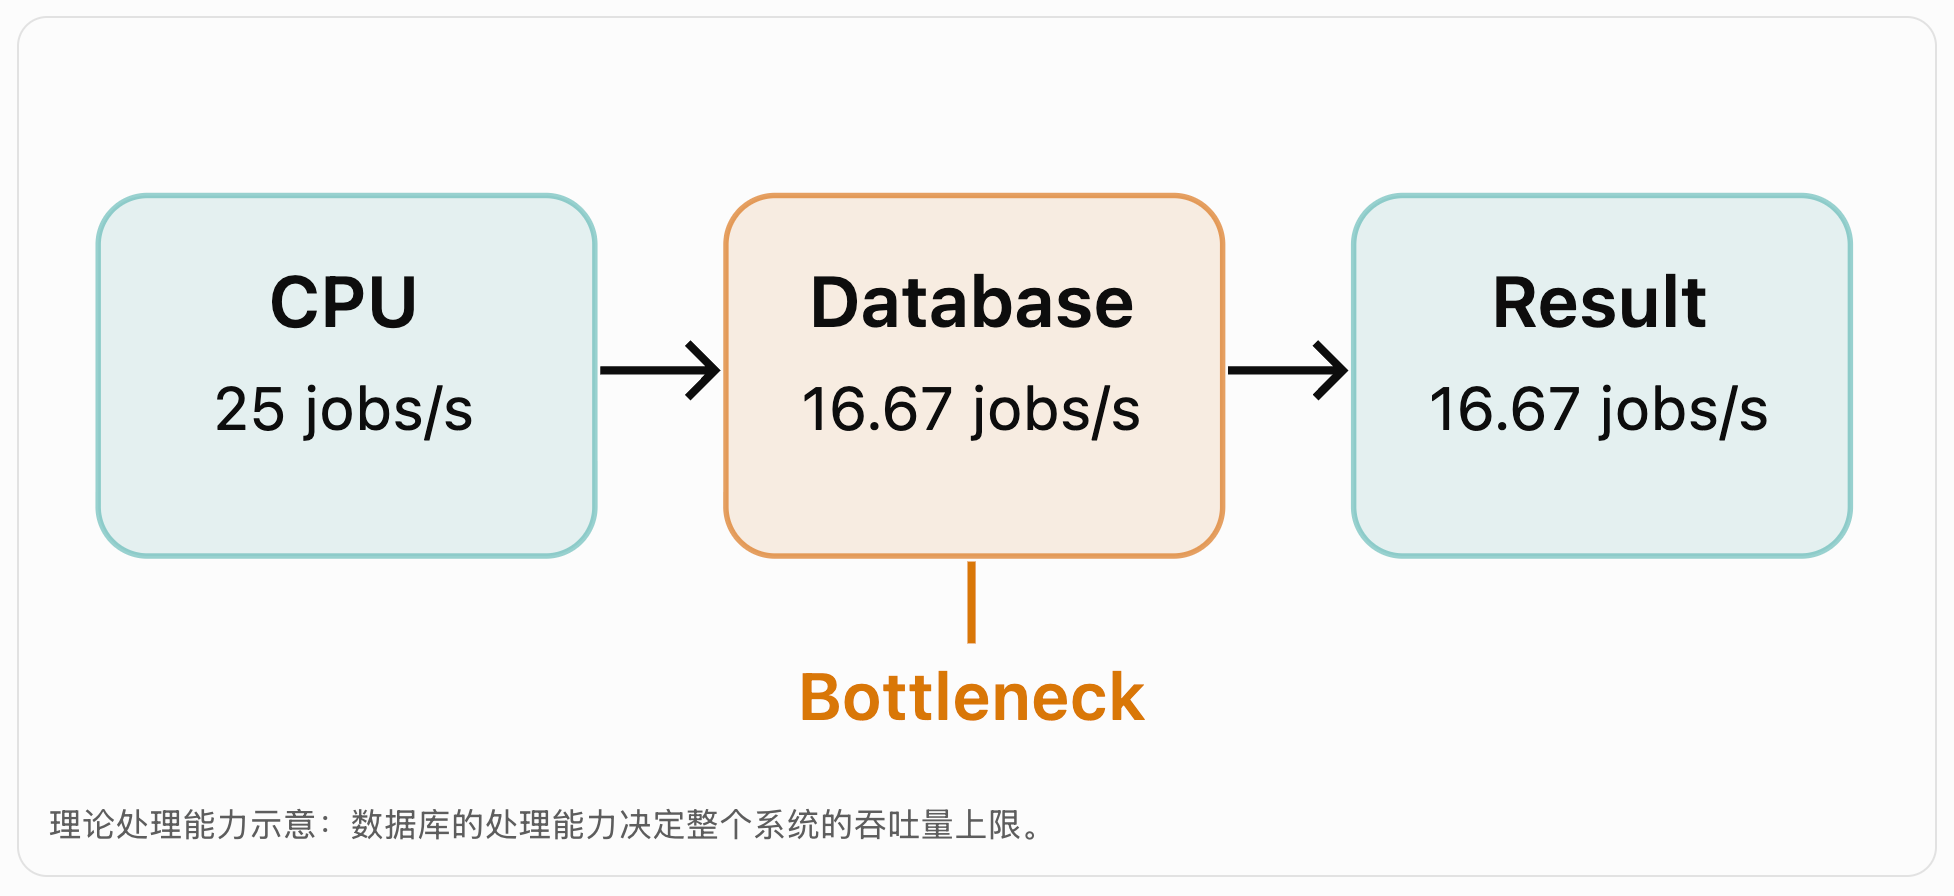 CPU
25 jobs/s
Database
16.67 jobs/s
Result
16.67 jobs/s
Bottleneck
理论处理能力示意：数据库的处理能力决定整个系统的吞吐量上限。